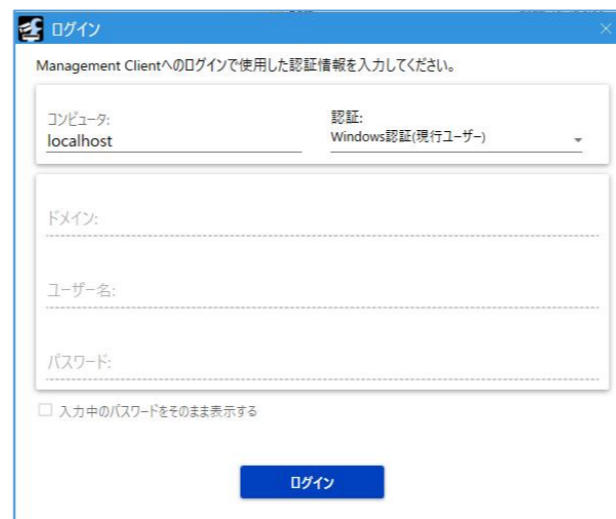 ログイン
Management Clientへのログインで使用した認証情報を入力してください。
コンピュータ:
localhost
認証:
Windows認証(現行ユーザー)
ドメイン:
ユーザー名:
パスワード:
入力中のパスワードをそのまま表示する
ログイン